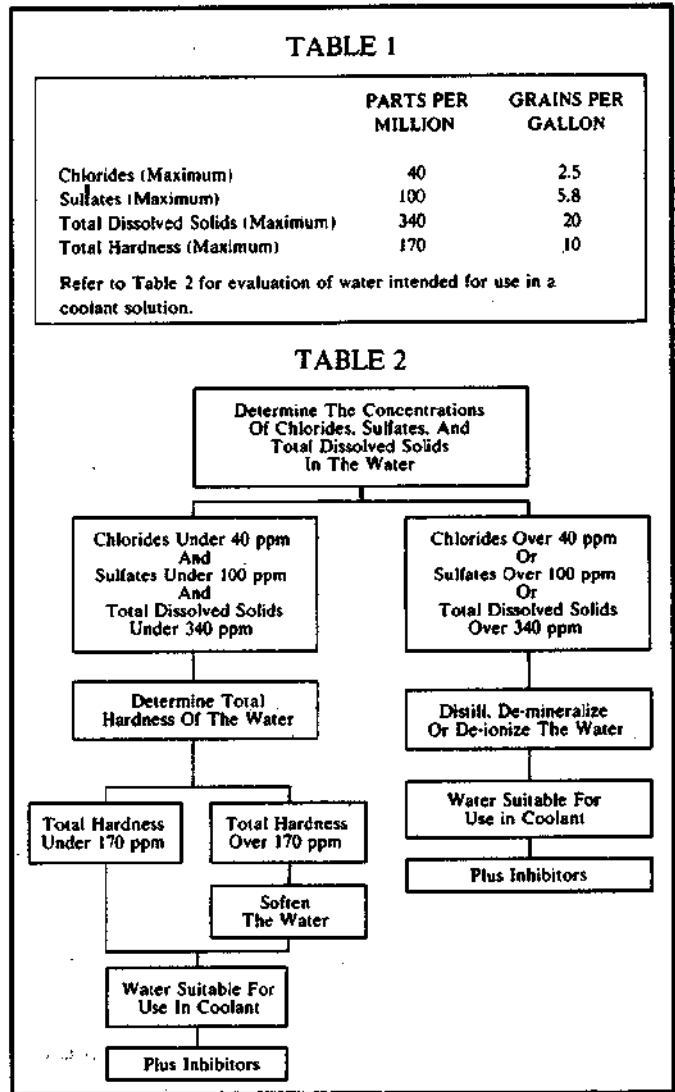 TABLE 1
PARTS PER GRAINS PER
MILLION GALLON
Chlorides (Maximum) 40 2.5
Sulfates (Maximum) 100 5.8
Total Dissolved Solids (Maximum) 340 20
Total Hardness (Maximum) 170 10
Refer to Table 2 for evaluation of water intended for use in a
coolant solution.
TABLE 2
Determine The Concentrations
Of Chlorides, Sulfates, And
Total Dissolved Solids
In The Water
Chlorides Under 40 ppm
And
Sulfates Under 100 ppm
And
Total Dissolved Solids
Under 340 ppm
Chlorides Over 40 ppm
Or
Sulfates Over 100 ppm
Or
Total Dissolved Solids
Over 340 ppm
Determine Total
Hardness Of The Water
Distill, De-mineralize
Or De-ionize The Water
Total Hardness
Under 170 ppm
Total Hardness
Over 170 ppm
Water Suitable For
Use in Coolant
Plus Inhibitors
Soften
The Water
Water Suitable For
Use In Coolant
Plus Inhibitors